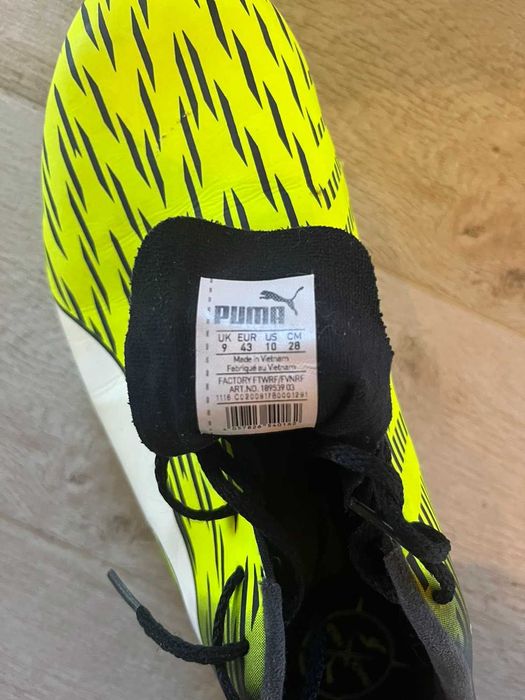 PUMA
UK EUR US CM
9 43 10 28
Made in Vietnam
Fabriqué au Vietnam
FACTORY FTWRF/FVNRF
ART.NO. 189539 03